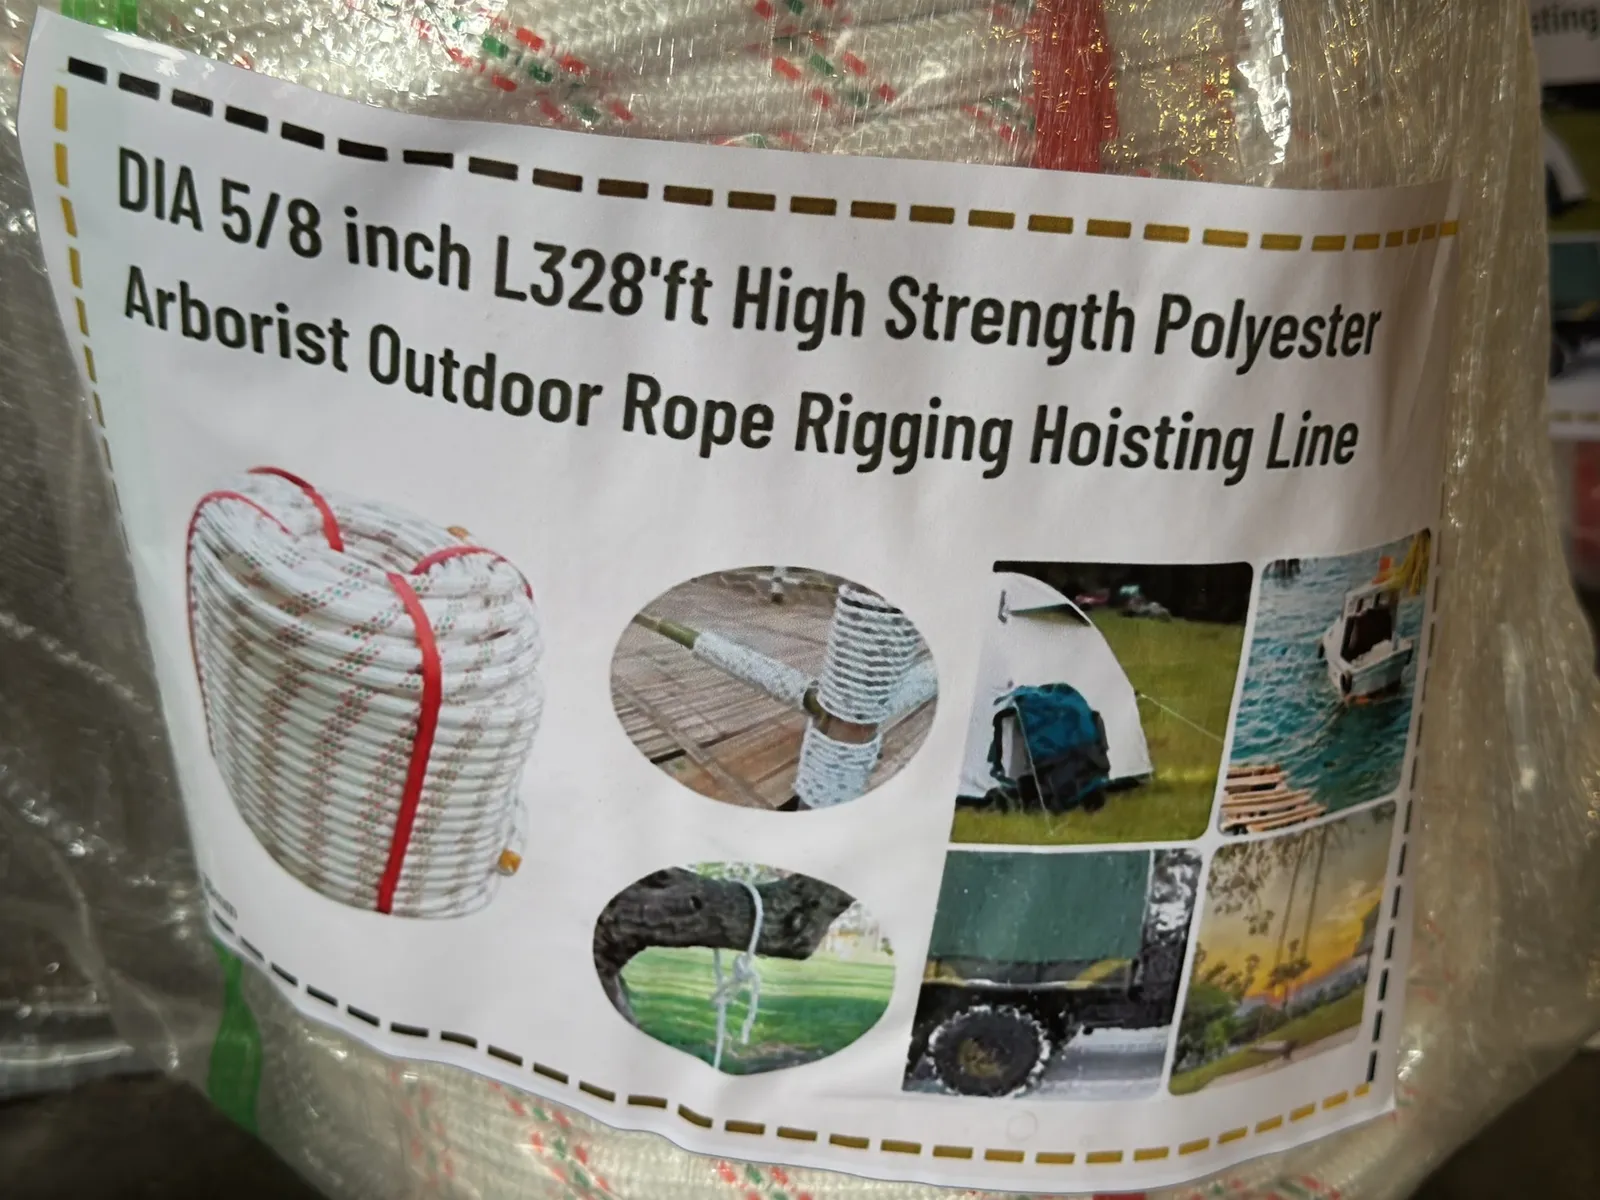 DIA 5/8 inch L328'ft High Strength Polyester
Arborist Outdoor Rope Rigging Hoisting Line